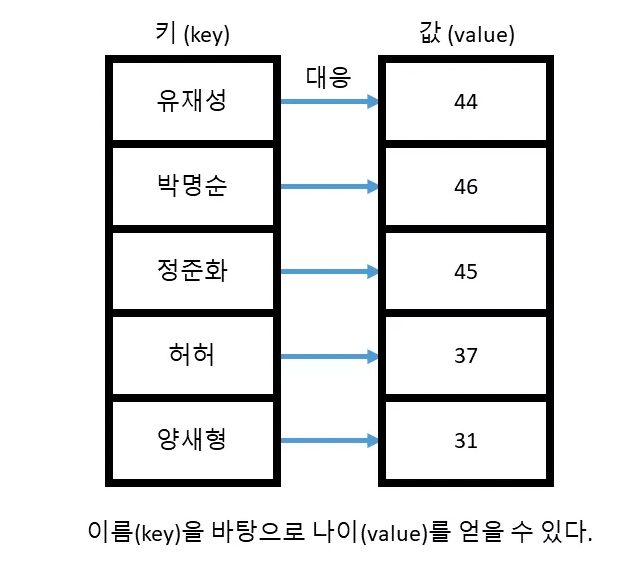 키 (key) 값 (value)
대응
유재성 44
박명순 46
정준화 45
허허 37
양새형 31
이름(key)을 바탕으로 나이(value)를 얻을 수 있다.